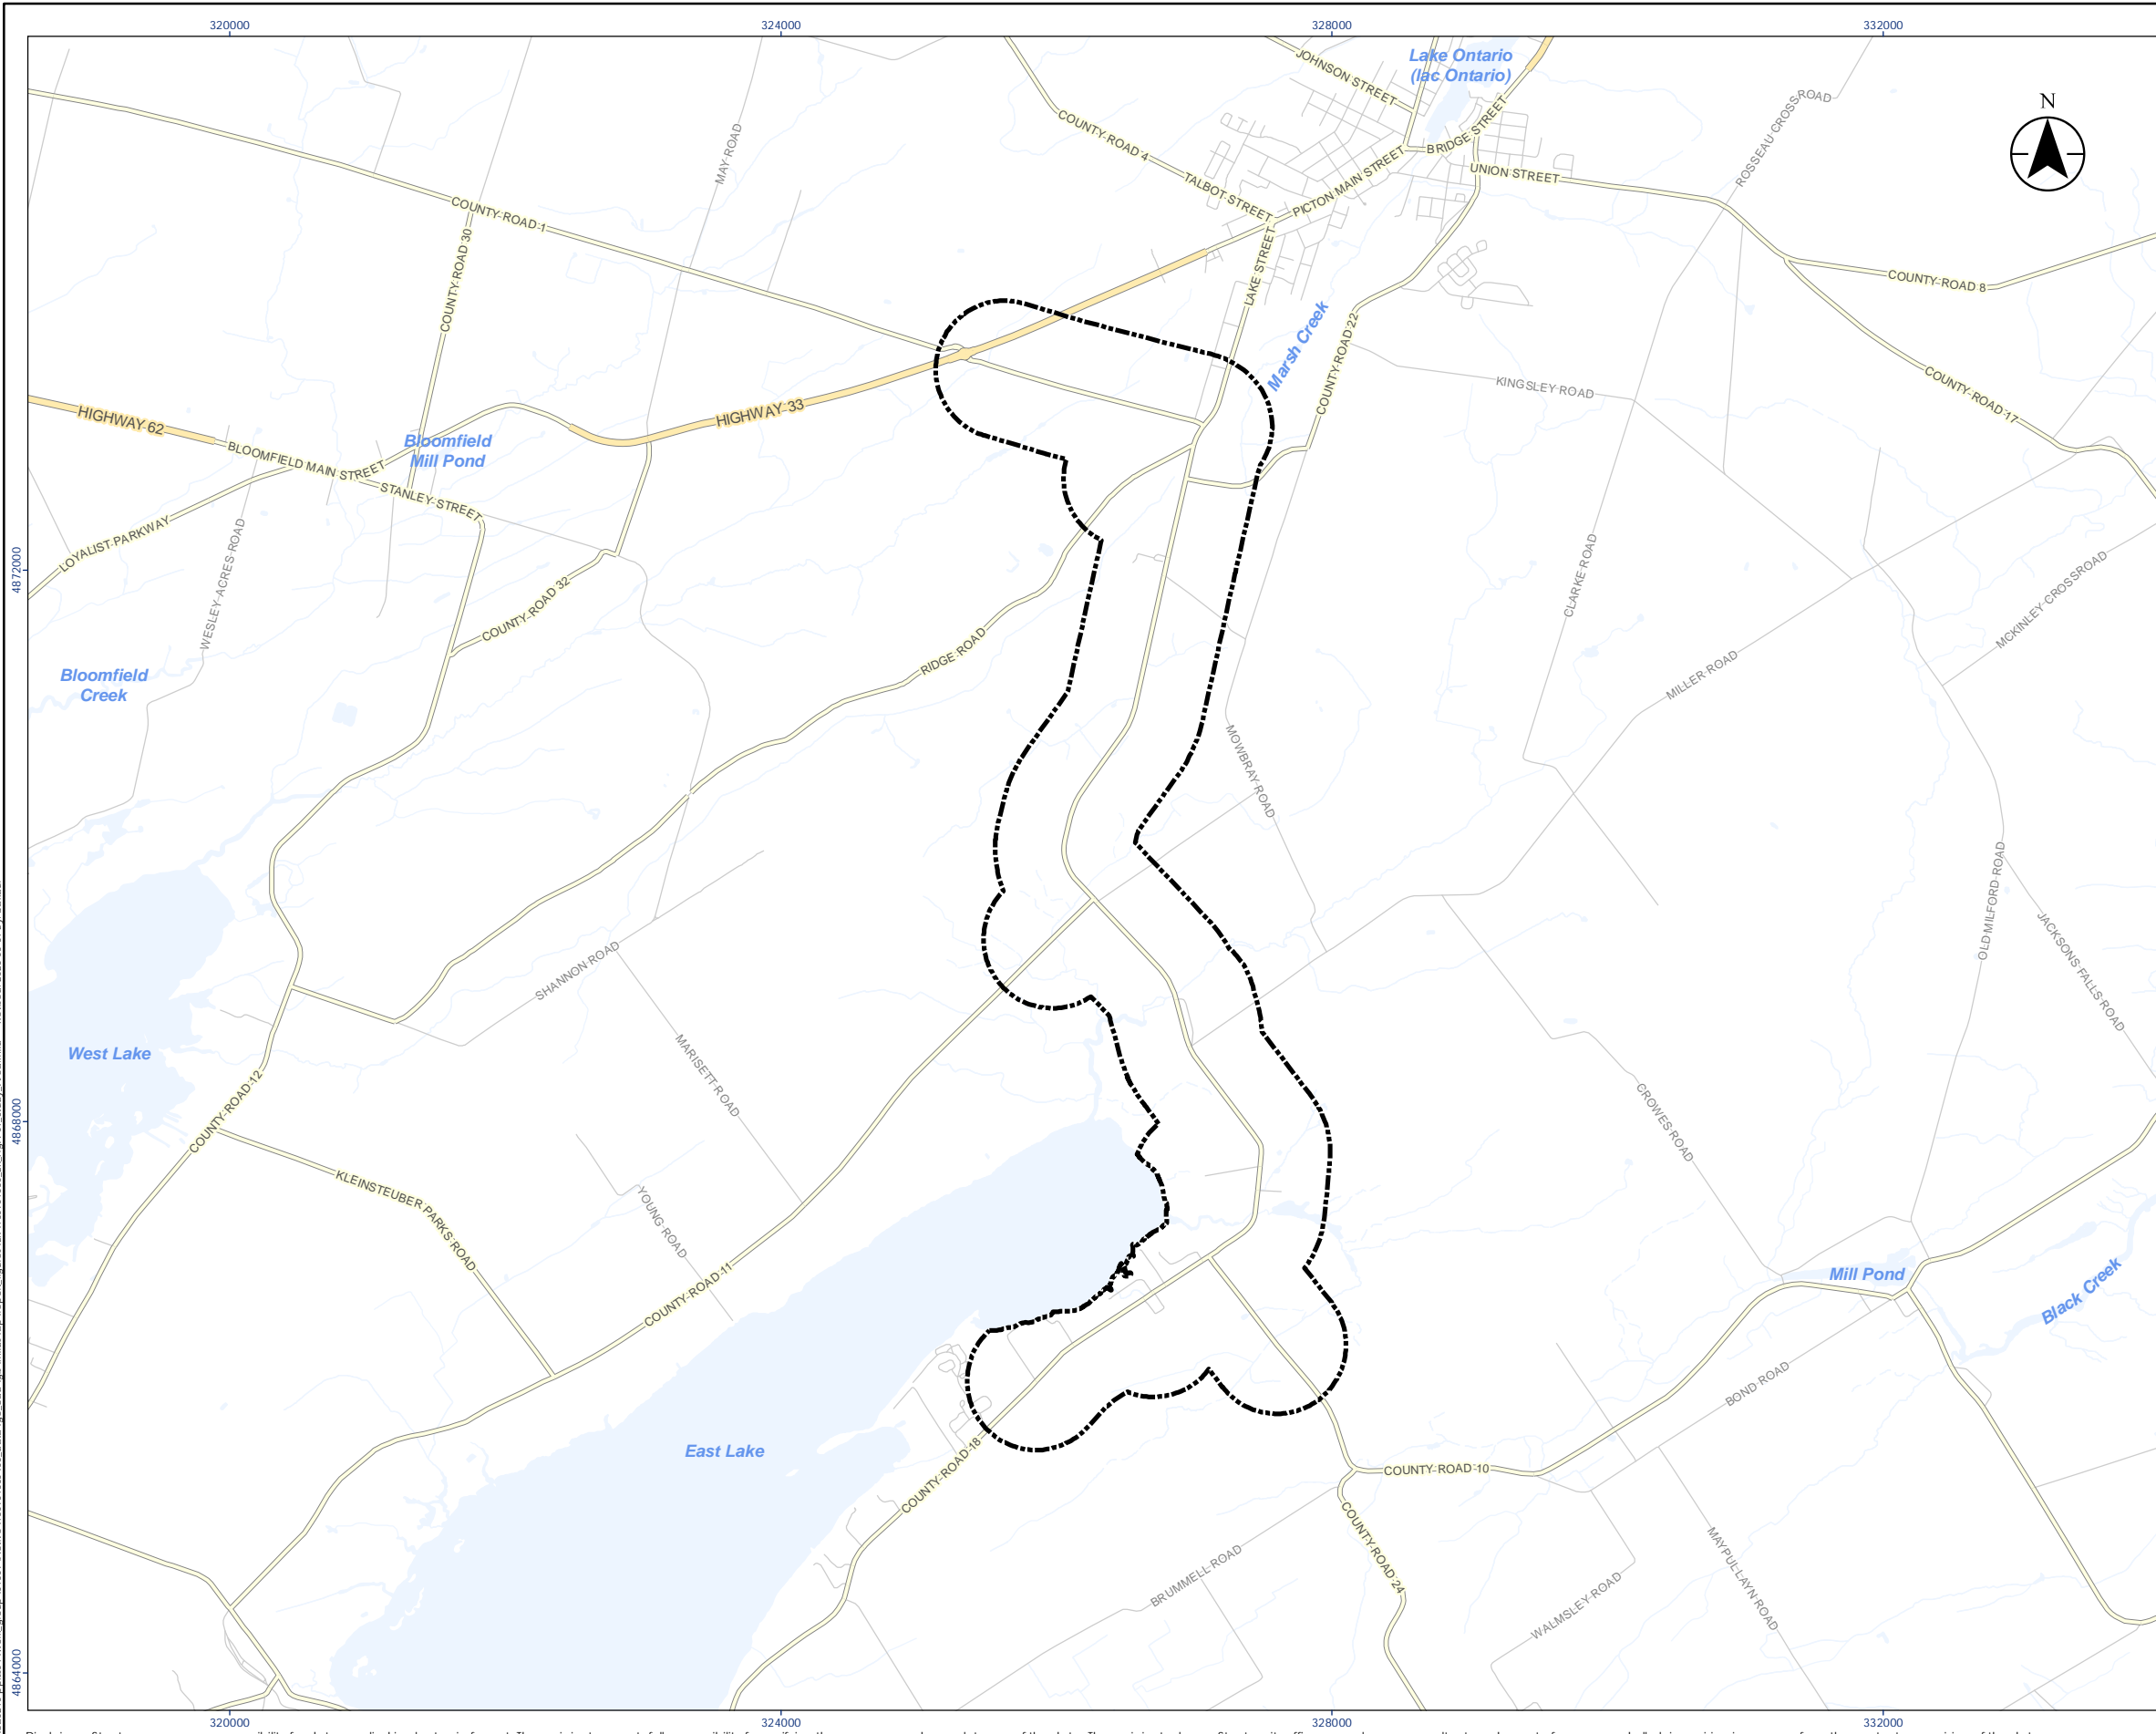 320000
324000
328000
332000
Lake Ontario
(lac Ontario)
JOHNSON STREET
ROSSEAU CROSS ROAD
N
COUNTY ROAD 4
BRIDGE STREET
MAY ROAD
UNION STREET
TALBOT STREET
PICTON MAIN STREET
COUNTY ROAD 1
COUNTY ROAD 30
LAKE STREET
COUNTY ROAD 8
Marsh Creek
COUNTY ROAD 22
KINGSLEY ROAD
COUNTY ROAD 17
HIGHWAY 62
HIGHWAY 33
Bloomfield
Mill Pond
BLOOMFIELD MAIN STREET
STANLEY STREET
LOYALIST PARKWAY
WESLEY ACRES ROAD
4872000
COUNTY ROAD 32
CLARKE ROAD
MCKINLEY CROSSROAD
RIDGE ROAD
MILLER ROAD
Bloomfield
Creek
MOWBRAY ROAD
OLD MILFORD ROAD
JACKSONS FALLS ROAD
SHANNON ROAD
West Lake
MARISETT ROAD
COUNTY ROAD 12
4868000
CROWES ROAD
KLEINSTEUBER PARKS ROAD
YOUNG ROAD
COUNTY ROAD 11
Mill Pond
Black Creek
BOND ROAD
East Lake
COUNTY ROAD 18
COUNTY ROAD 10
COUNTY ROAD 24
BRUMMELL ROAD
MAYPUL LAYN ROAD
WALMSLEY ROAD
4864000
320000
324000
328000
332000